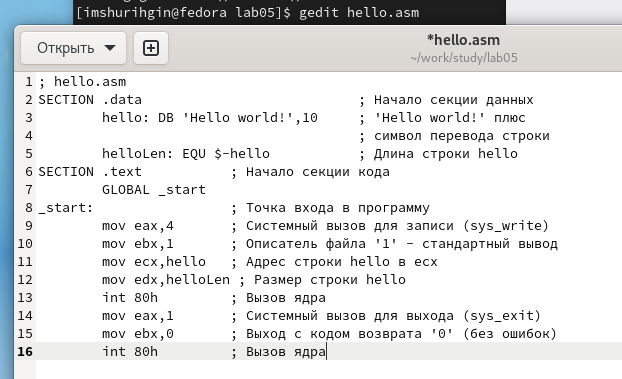 [imshurihgin@fedora lab05]$ gedit hello.asm
Открыть
*hello.asm
~/work/study/lab05
1 ; hello.asm
2 SECTION .data ; Начало секции данных
3 hello: DB 'Hello world!',10 ; 'Hello world!' плюс
4 ; символ перевода строки
5 helloLen: EQU $-hello ; Длина строки hello
6 SECTION .text ; Начало секции кода
7 GLOBAL _start
8 _start: ; Точка входа в программу
9 mov eax,4 ; Системный вызов для записи (sys_write)
10 mov ebx,1 ; Описатель файла '1' - стандартный вывод
11 mov ecx,hello ; Адрес строки hello в ecx
12 mov edx,helloLen ; Размер строки hello
13 int 80h ; Вызов ядра
14 mov eax,1 ; Системный вызов для выхода (sys_exit)
15 mov ebx,0 ; Выход с кодом возврата '0' (без ошибок)
16 int 80h ; Вызов ядра